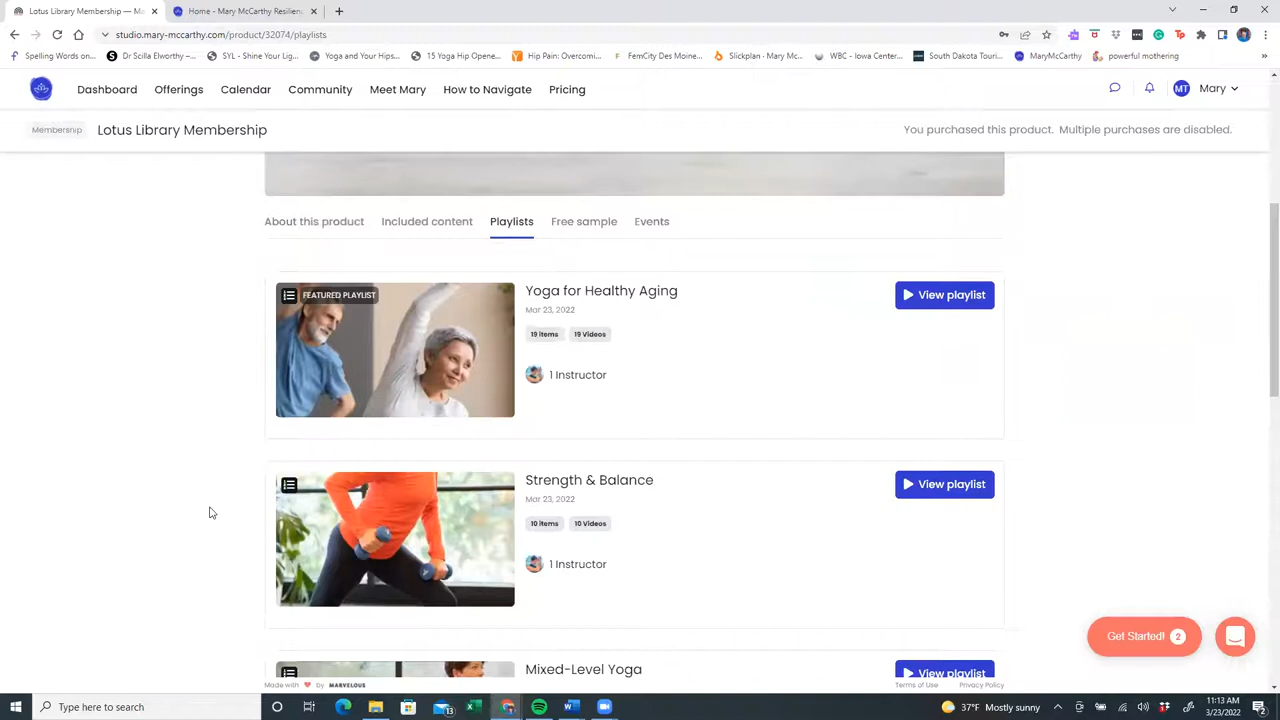 Lotus Library Membership —
Home - Mary McCarthy Resilienc
studio.mary-mccarthy.com/product/32074/playlists
Spelling Words on...
Dr Scilla Elworthy -...
SYL - Shine Your Lig...
Yoga and Your Hips...
15 Yoga Hip Opene...
Hip Pain: Overcomi...
FemCity Des Moine...
Slickplan - Mary Mc...
WBC - Iowa Center...
South Dakota Touri...
MaryMcCarthy
powerful mothering
Dashboard
Offerings
Calendar
Community
Meet Mary
How to Navigate
Pricing
MT
Mary
Membership
Lotus Library Membership
You purchased this product. Multiple purchases are disabled.
About this product
Included content
Playlists
Free sample
Events
FEATURED PLAYLIST
Yoga for Healthy Aging
Mar 23, 2022
19 Items
19 Videos
1 Instructor
View playlist
Strength & Balance
Mar 23, 2022
10 Items
10 Videos
1 Instructor
View playlist
Mixed-Level Yoga
View playlist
Get Started! 2
Made with ❤ by MARVELOUS
Terms of Use
Privacy Policy
Type here to search
13
37°F Mostly sunny
11:13 AM
3/23/2022
2